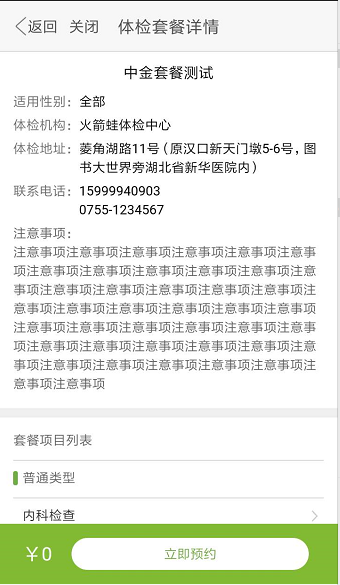 返回 关闭 体检套餐详情
中金套餐测试
适用性别：全部
体检机构：火箭蛙体检中心
体检地址：菱角湖路11号（原汉口新天门墩5-6号，图
书大世界旁湖北省新华医院内）
联系电话：15999940903
0755-1234567
注意事项：
注意事项注意事项注意事项注意事项注意事项注意事
项注意事项注意事项注意事项注意事项注意事项注意
事项注意事项注意事项注意事项注意事项注意事项注
意事项注意事项注意事项注意事项注意事项注意事项
注意事项注意事项注意事项注意事项注意事项注意事
项注意事项注意事项注意事项注意事项注意事项注意
事项注意事项注意事项注意事项注意事项注意事项注
意事项注意事项
套餐项目列表
普通类型
内科检查
￥0 立即预约